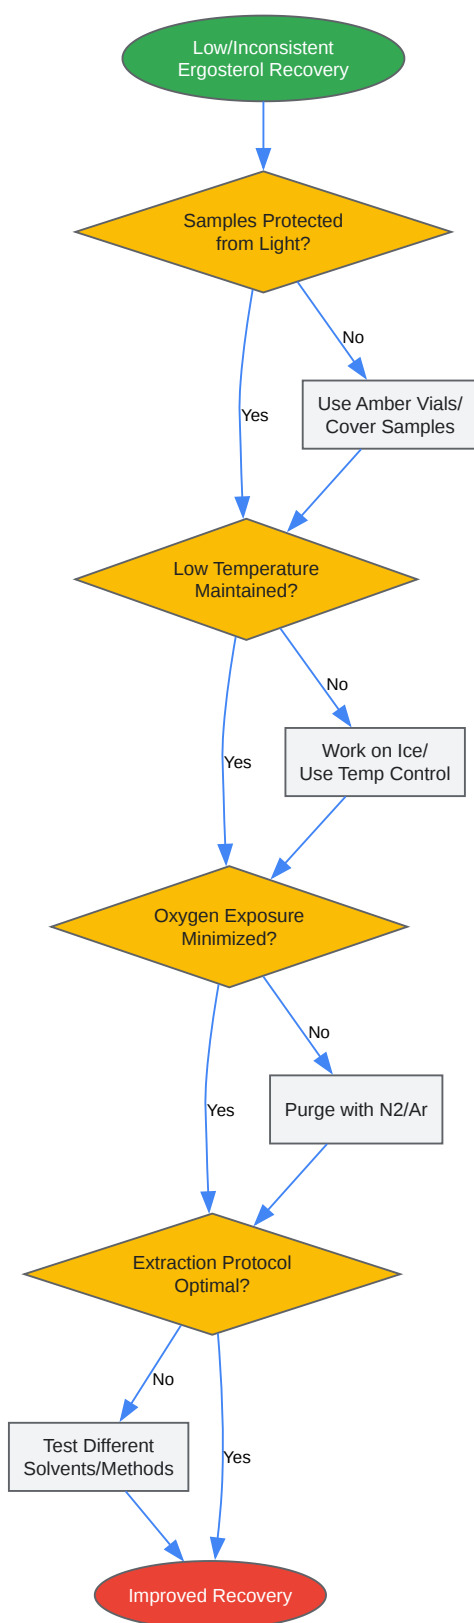 Low/Inconsistent
Ergosterol Recovery
Samples Protected
from Light?
No
Use Amber Vials/
Cover Samples
Yes
Low Temperature
Maintained?
No
Work on Ice/
Use Temp Control
Yes
Oxygen Exposure
Minimized?
No
Purge with N2/Ar
Yes
Extraction Protocol
Optimal?
No
Test Different
Solvents/Methods
Yes
Improved Recovery